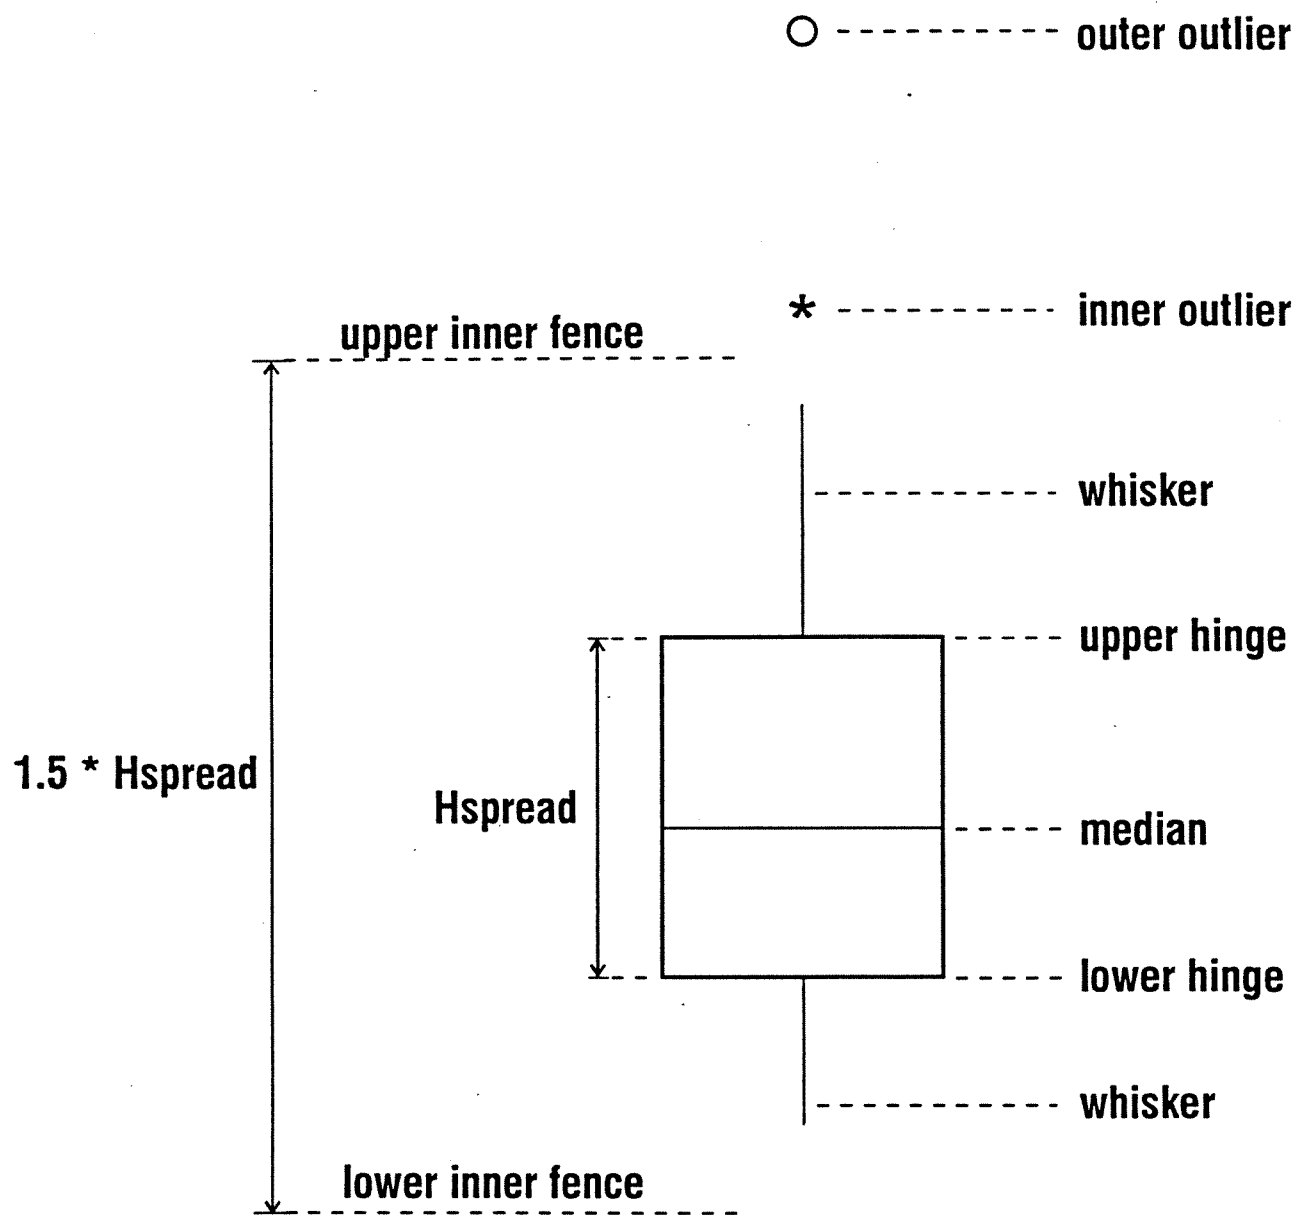 outer outlier
inner outlier
upper inner fence
whisker
upper hinge
1.5 * Hspread
Hspread
median
lower hinge
whisker
lower inner fence